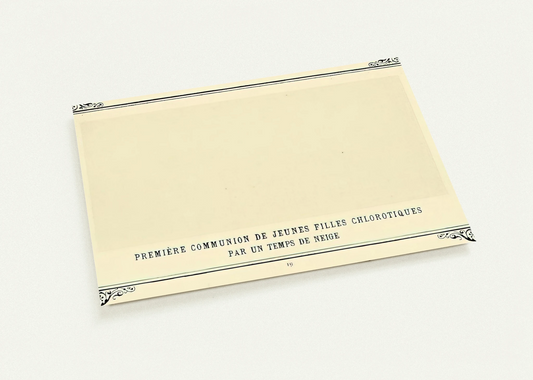 PREMIÈRE COMMUNION DE JEUNES FILLES CHLOROTIQUES
PAR UN TEMPS DE NEIGE